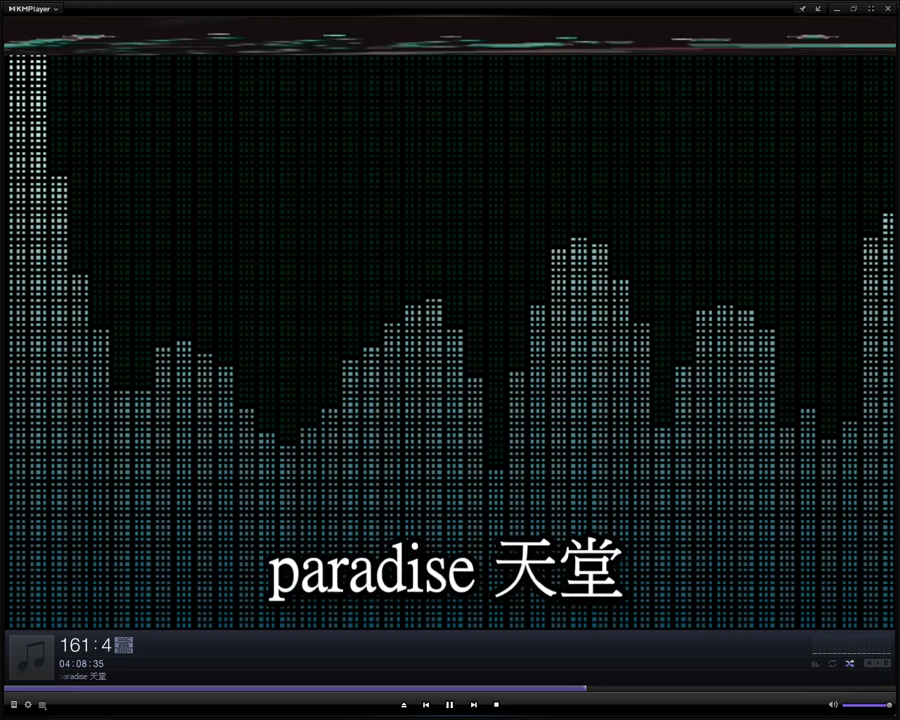 KMPlayer
paradise 天堂
161:4
04:08:35
aradise 天堂